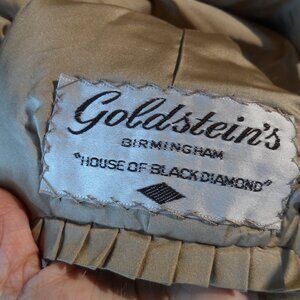 Goldstein's
BIRMINGHAM
"HOUSE OF BLACK DIAMOND"